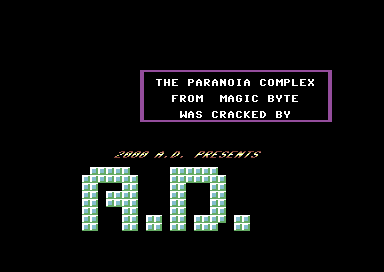 THE PARANOIA COMPLEX
FROM MAGIC BYTE
WAS CRACKED BY
2000 A.D. PRESENTS
A.D.